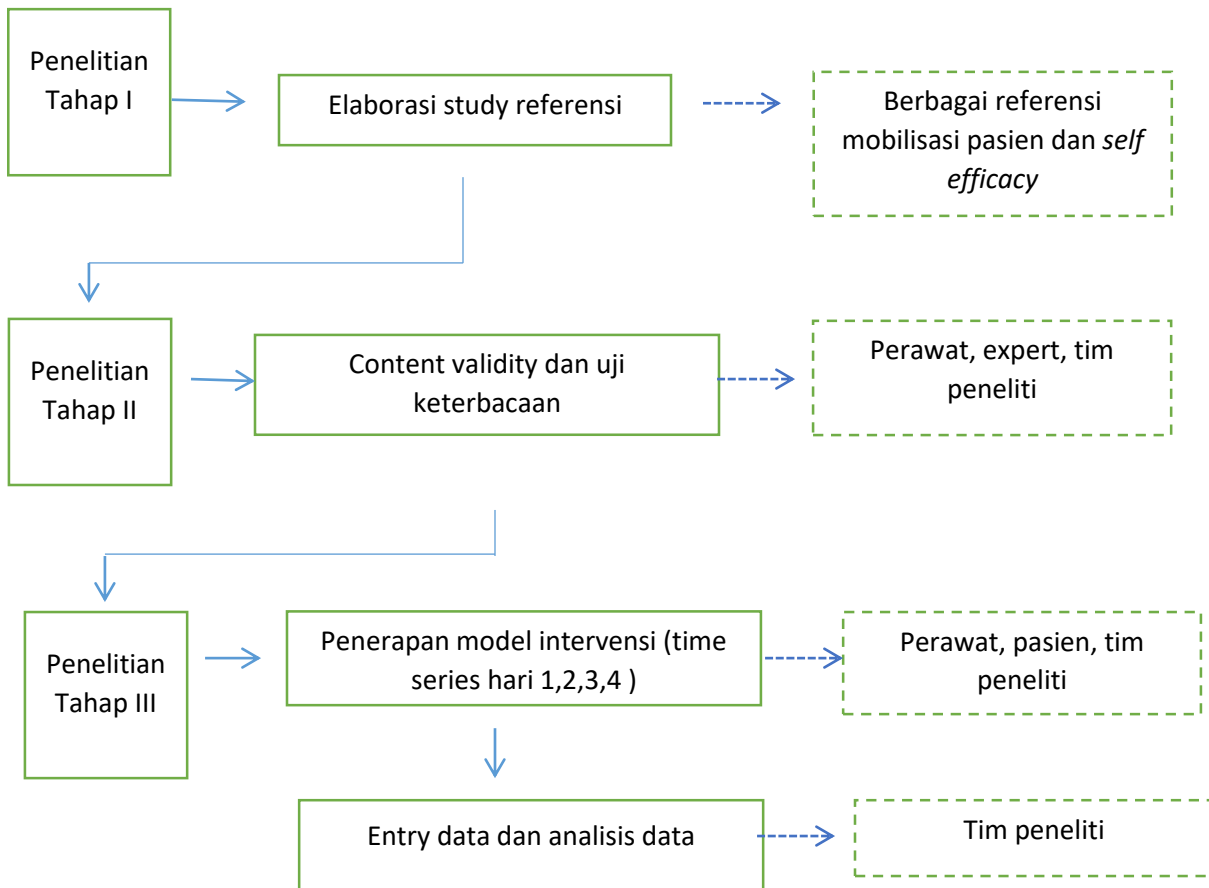 Penelitian
Tahap I
Elaborasi study referensi
Berbagai referensi
mobilisasi pasien dan self
efficacy
Penelitian
Tahap II
Content validity dan uji
keterbacaan
Perawat, expert, tim
peneliti
Penelitian
Tahap III
Penerapan model intervensi (time
series hari 1,2,3,4 )
Perawat, pasien, tim
peneliti
Entry data dan analisis data
Tim peneliti